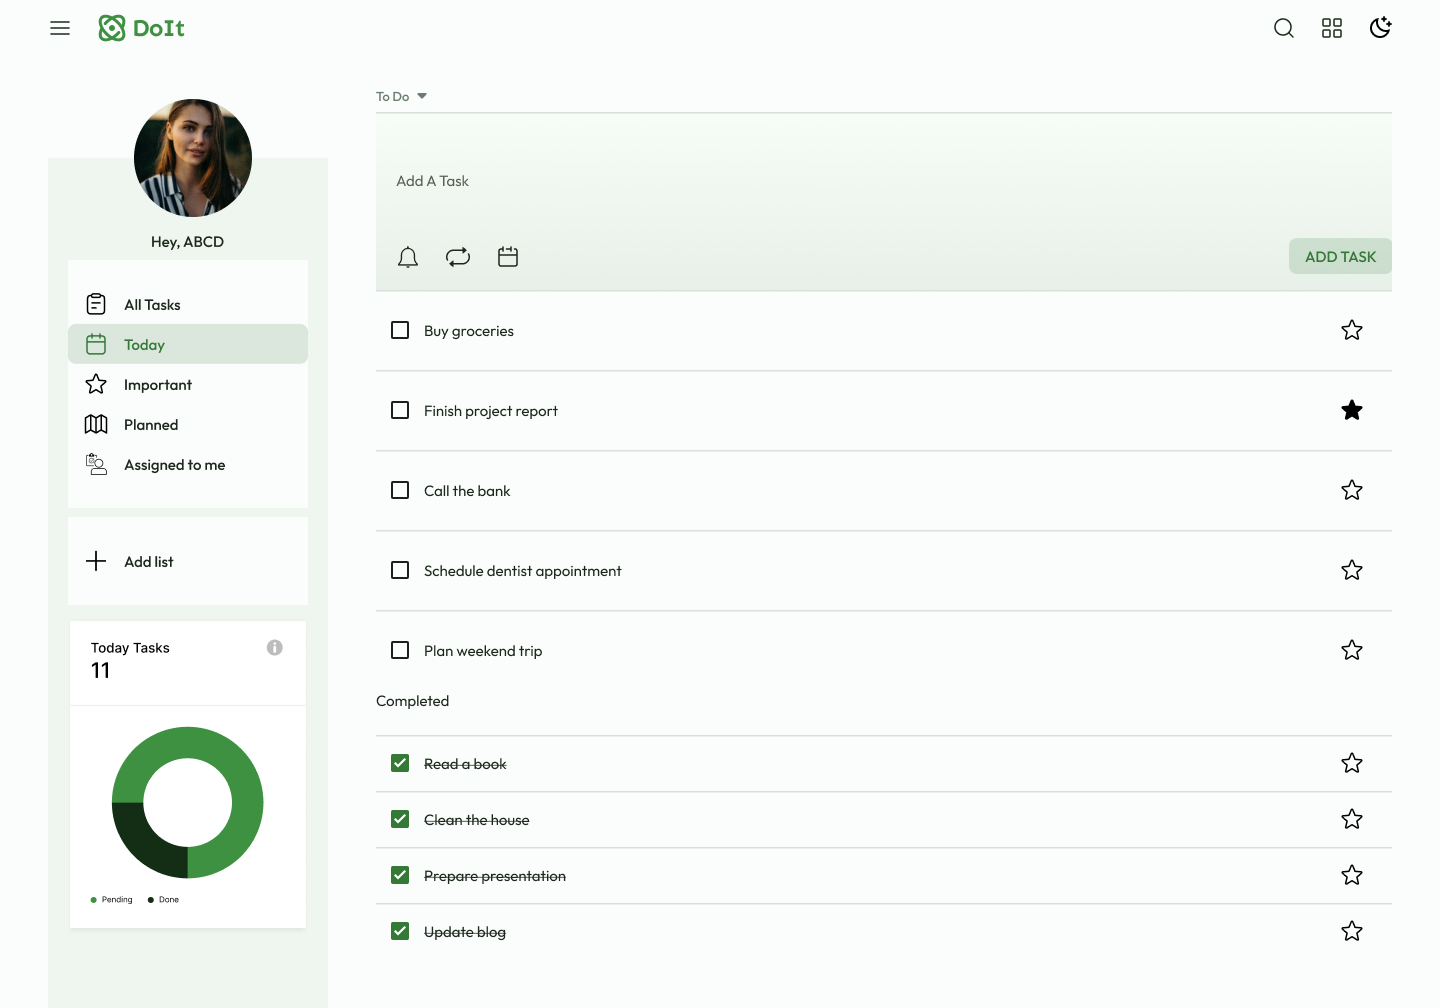 DoIt
To Do
Add A Task
ADD TASK
Hey, ABCD
All Tasks
Today
Important
Planned
Assigned to me
Add list
Today Tasks
11
Pending
Done
Buy groceries
Finish project report
Call the bank
Schedule dentist appointment
Plan weekend trip
Completed
Read a book
Clean the house
Prepare presentation
Update blog